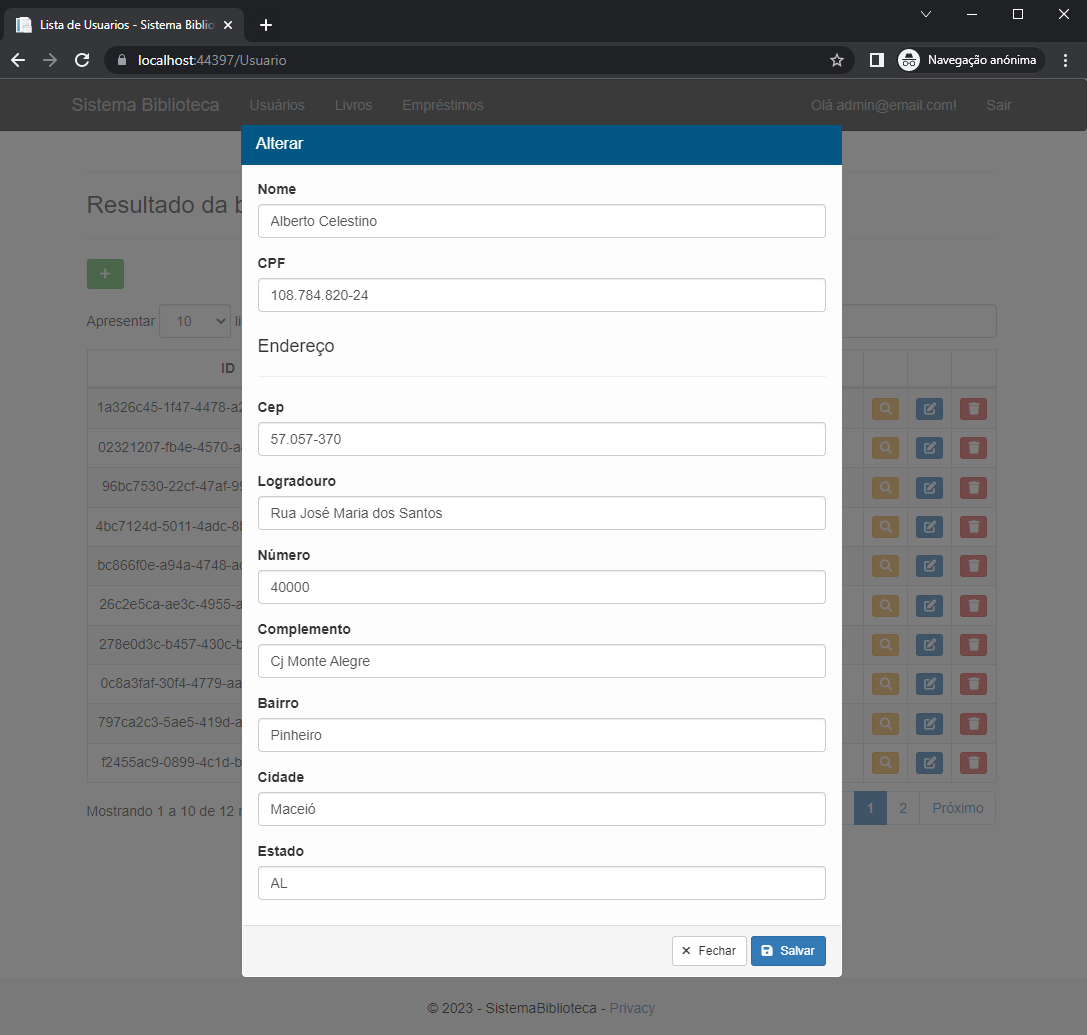 Lista de Usuarios - Sistema Biblio
localhost:44397/Usuario
Navegação anónima
Sistema Biblioteca Usuários Livros Empréstimos Olá admin@email.com! Sair
Alterar
Resultado da b
Nome
Alberto Celestino
CPF
108.784.820-24
Apresentar 10 li
Endereço
ID
Cep
1a326c45-1f47-4478-a2
57.057-370
02321207-fb4e-4570-a
Logradouro
96bc7530-22cf-47af-99
Rua José Maria dos Santos
4bc7124d-5011-4adc-8b
Número
bc866f0e-a94a-4748-ad
40000
26c2e5ca-ae3c-4955-a
Complemento
278e0d3c-b457-430c-b
Cj Monte Alegre
0c8a3faf-30f4-4779-aa
Bairro
797ca2c3-5ae5-419d-a
Pinheiro
f2455ac9-0899-4c1d-b
Cidade
Maceió
Mostrando 1 a 10 de 12 r 1 2 Próximo
Estado
AL
Fechar Salvar
© 2023 - SistemaBiblioteca - Privacy